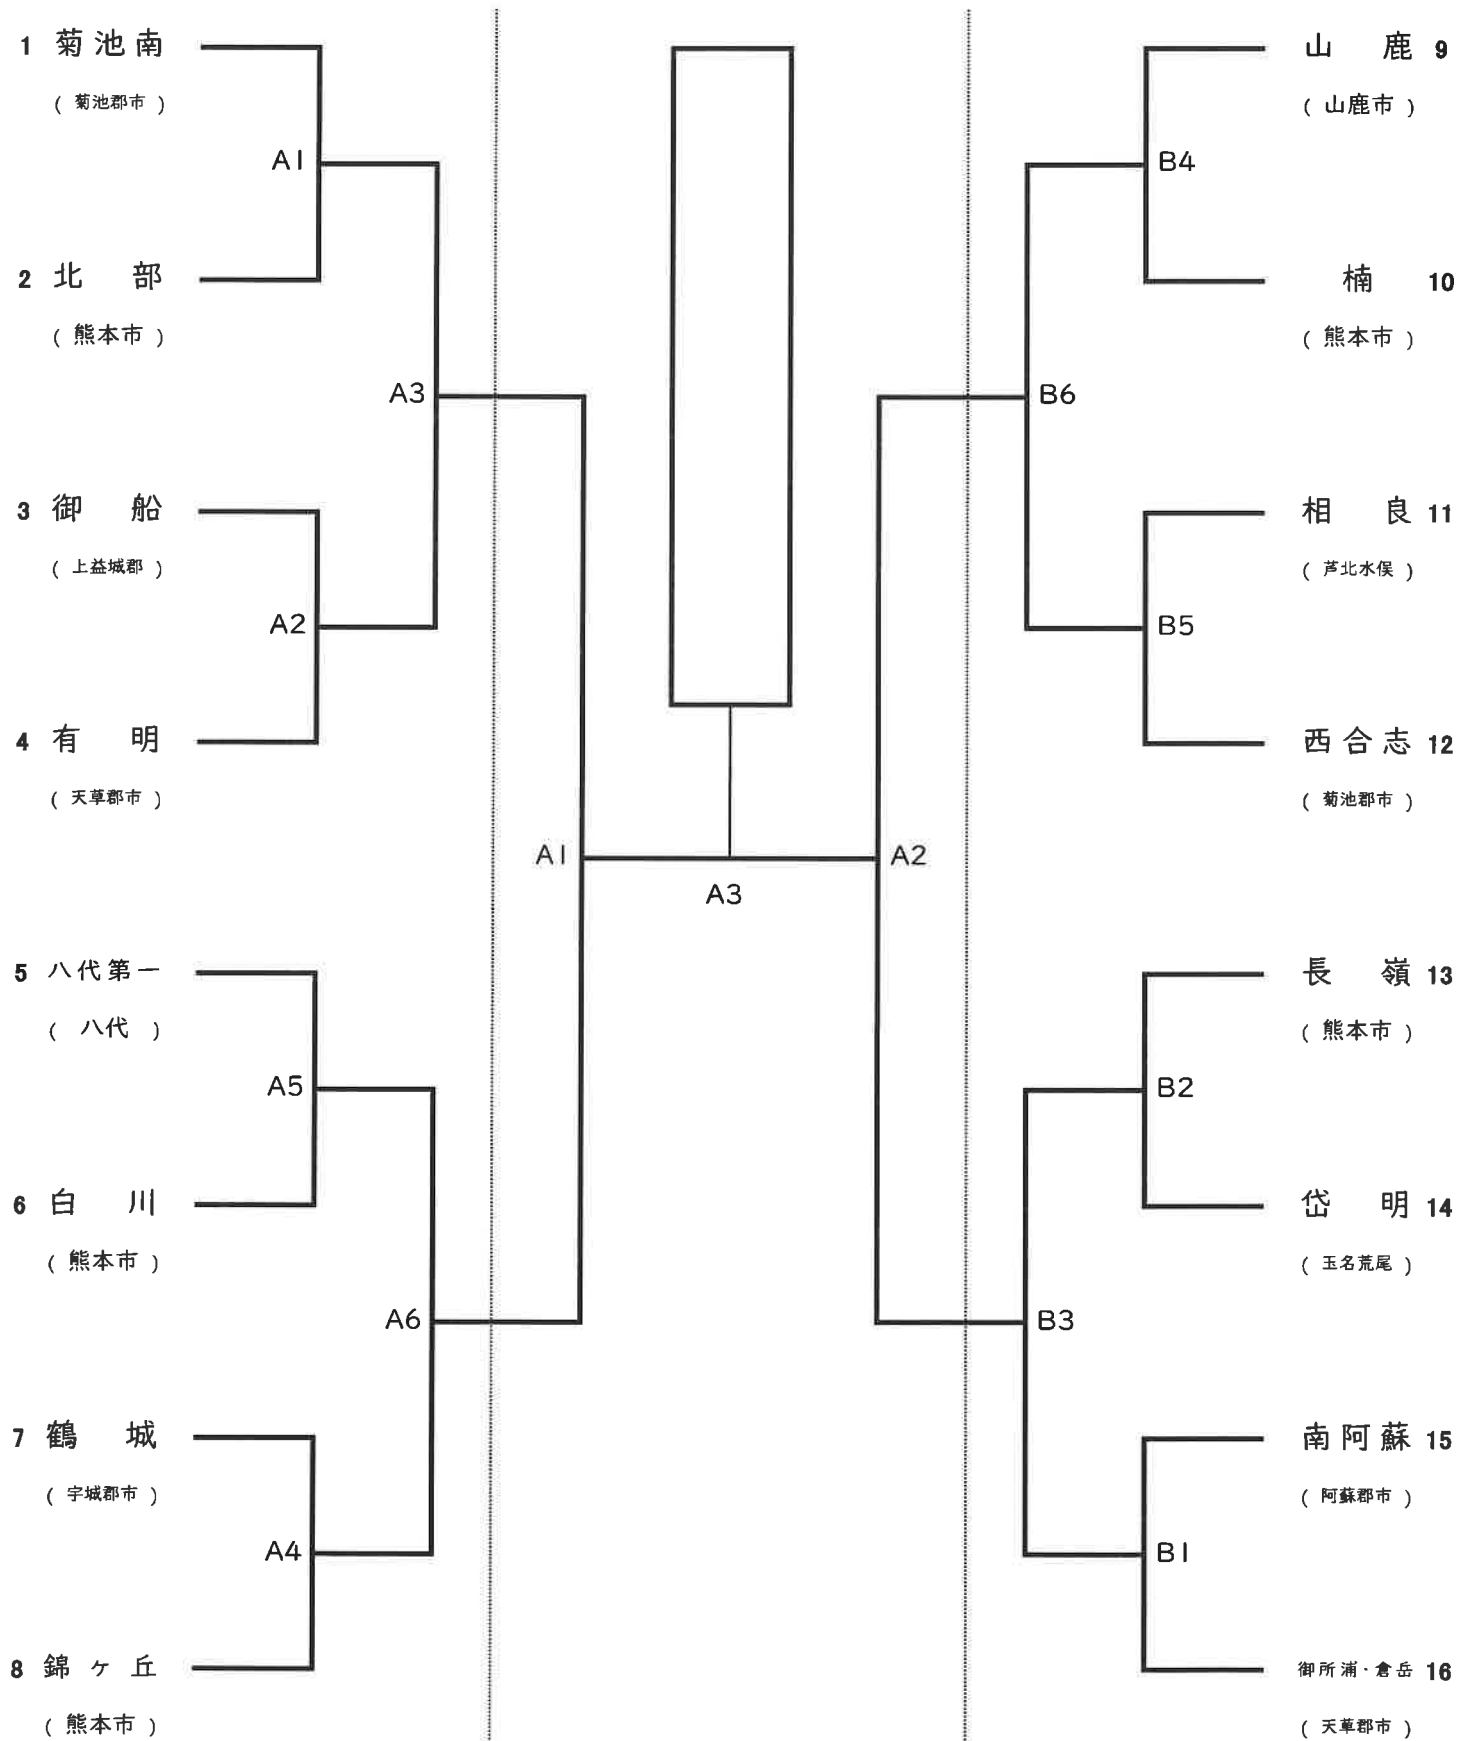 1 菊池南
( 菊池郡市 )
A1
2 北 部
( 熊本市 )
A3
3 御 船
( 上益城郡 )
A2
4 有 明
( 天草郡市 )
5 八代第一
( 八代 )
A5
6 白 川
( 熊本市 )
A6
7 鶴 城
( 宇城郡市 )
A4
8 錦ヶ丘
( 熊本市 )
A1
A3
A2
山 鹿 9
( 山鹿市 )
B4
楠 10
( 熊本市 )
B6
相 良 11
( 芦北水俣 )
B5
西合志 12
( 菊池郡市 )
長 嶺 13
( 熊本市 )
B2
岱 明 14
( 玉名荒尾 )
B3
南阿蘇 15
( 阿蘇郡市 )
B1
御所浦・倉岳 16
( 天草郡市 )